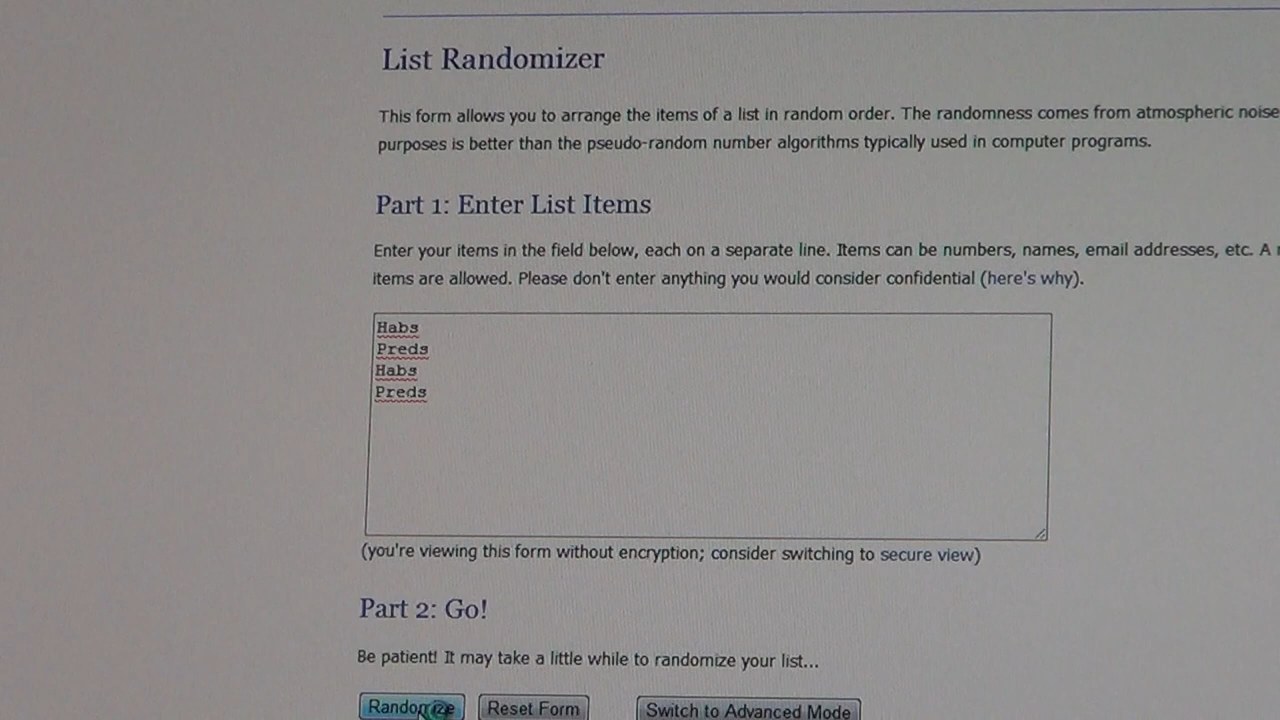 List Randomizer
This form allows you to arrange the items of a list in random order. The randomness comes from atmospheric noise
purposes is better than the pseudo-random number algorithms typically used in computer programs.
Part 1: Enter List Items
Enter your items in the field below, each on a separate line. Items can be numbers, names, email addresses, etc. A
items are allowed. Please don't enter anything you would consider confidential (here's why).
Habs
Preds
Habs
Preds
(you're viewing this form without encryption; consider switching to secure view)
Part 2: Go!
Be patient! It may take a little while to randomize your list...
Randomize Reset Form Switch to Advanced Mode